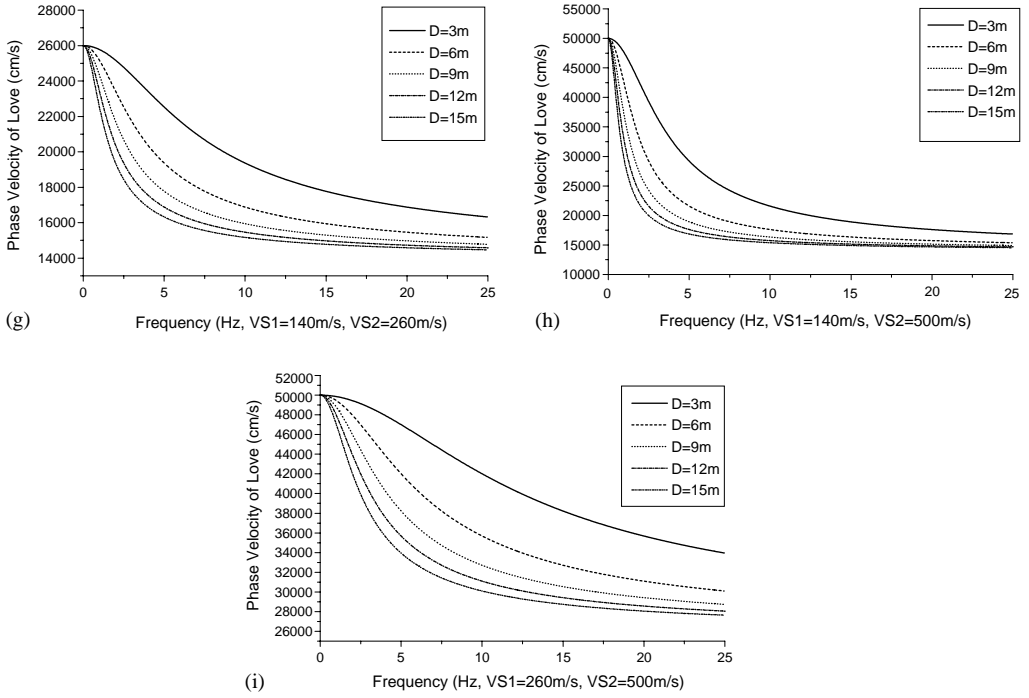 Phase Velocity of Love (cm/s)
28000
26000
24000
22000
20000
18000
16000
14000
0
5
10
15
20
25
D=3m
D=6m
D=9m
D=12m
D=15m
(g)
Frequency (Hz, VS1=140m/s, VS2=260m/s)
Phase Velocity of Love (cm/s)
55000
50000
45000
40000
35000
30000
25000
20000
15000
10000
0
5
10
15
20
25
D=3m
D=6m
D=9m
D=12m
D=15m
(h)
Frequency (Hz, VS1=140m/s, VS2=500m/s)
Phase Velocity of Love (cm/s)
52000
50000
48000
46000
44000
42000
40000
38000
36000
34000
32000
30000
28000
26000
0
5
10
15
20
25
D=3m
D=6m
D=9m
D=12m
D=15m
(i)
Frequency (Hz, VS1=260m/s, VS2=500m/s)